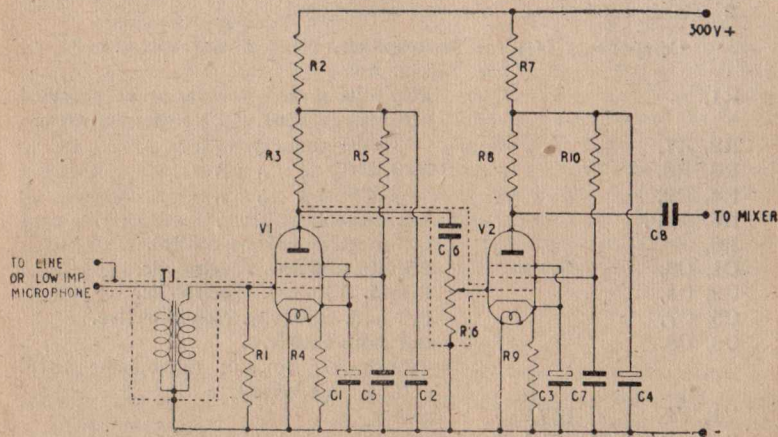 300V+
R2
R7
R3
R5
R8
R10
V1
V2
C6
C8
TO MIXER
TO LINE
OR LOW IMP.
MICROPHONE
T1
R6
R1
R4
R9
C1
C5
C2
C3
C7
C4
-